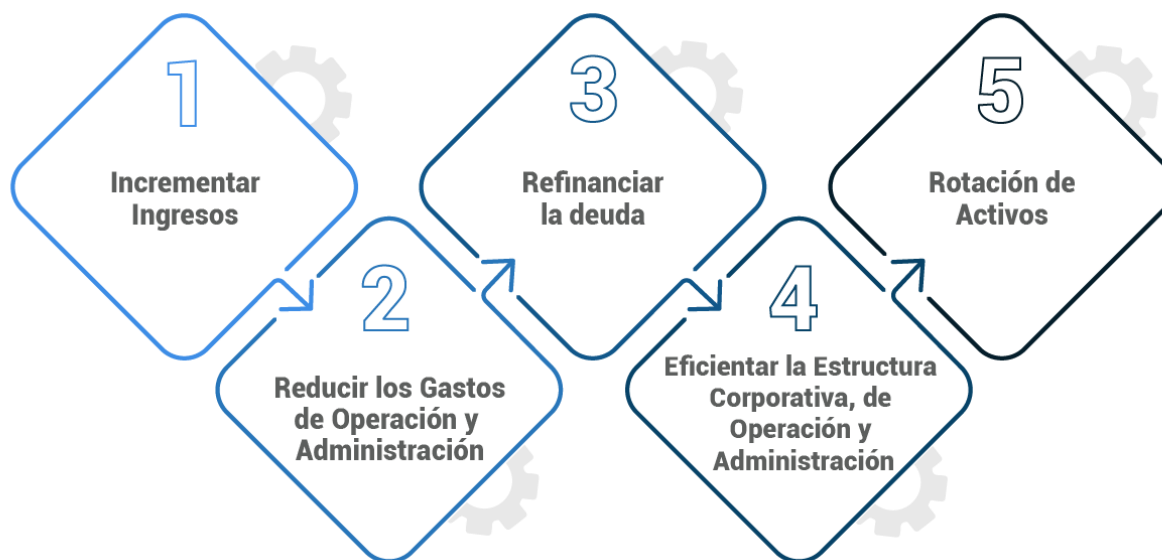 1
Incrementar
Ingresos
2
Reducir los Gastos
de Operación y
Administración
3
Refinanciar
la deuda
4
Eficientar la Estructura
Corporativa, de
Operación y
Administración
5
Rotación de
Activos